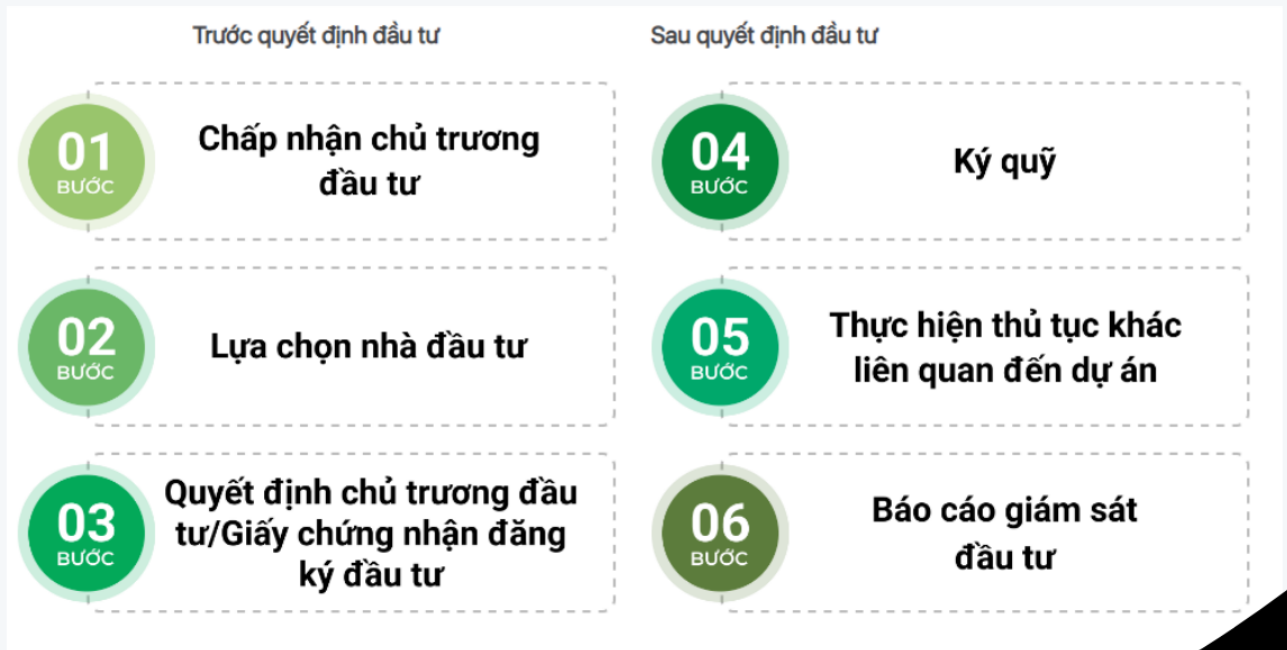 Trước quyết định đầu tư
Sau quyết định đầu tư
01
BƯỚC
Chấp nhận chủ trương
đầu tư
02
BƯỚC
Lựa chọn nhà đầu tư
03
BƯỚC
Quyết định chủ trương đầu
tư/Giấy chứng nhận đăng
ký đầu tư
04
BƯỚC
Ký quỹ
05
BƯỚC
Thực hiện thủ tục khác
liên quan đến dự án
06
BƯỚC
Báo cáo giám sát
đầu tư